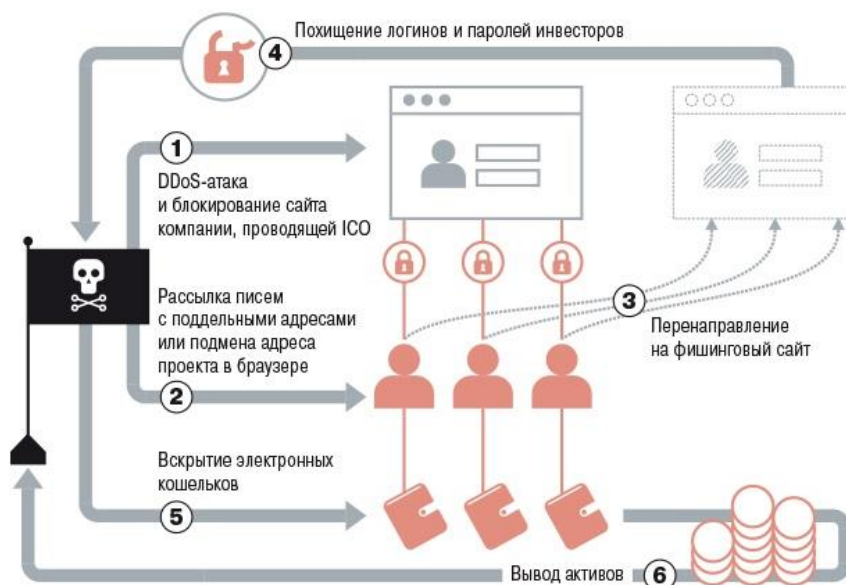 4
Похищение логинов и паролей инвесторов
1
DDoS-атака
и блокирование сайта
компании, проводящей ICO
Рассылка писем
с поддельными адресами
или подмена адреса
проекта в браузере
2
3
Перенаправление
на фишинговый сайт
Вскрытие электронных
кошельков
5
Вывод активов
6